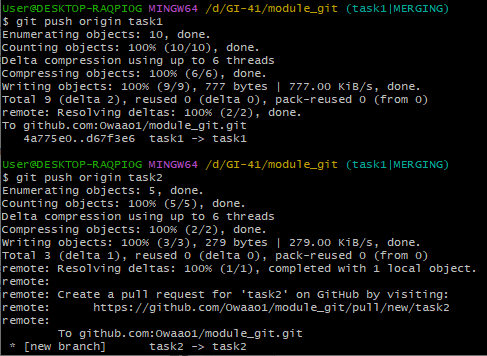 User@DESKTOP-RAQPI0G MINGW64 /d/GI-41/module_git (task1|MERGING)
$ git push origin task1
Enumerating objects: 10, done.
Counting objects: 100% (10/10), done.
Delta compression using up to 6 threads
Compressing objects: 100% (6/6), done.
Writing objects: 100% (9/9), 777 bytes | 777.00 KiB/s, done.
Total 9 (delta 2), reused 0 (delta 0), pack-reused 0 (from 0)
remote: Resolving deltas: 100% (2/2), done.
To github.com:Owaao1/module_git.git
   4a775e0..d67f3e6  task1 -> task1
User@DESKTOP-RAQPI0G MINGW64 /d/GI-41/module_git (task1|MERGING)
$ git push origin task2
Enumerating objects: 5, done.
Counting objects: 100% (5/5), done.
Delta compression using up to 6 threads
Compressing objects: 100% (2/2), done.
Writing objects: 100% (3/3), 279 bytes | 279.00 KiB/s, done.
Total 3 (delta 1), reused 0 (delta 0), pack-reused 0 (from 0)
remote: Resolving deltas: 100% (1/1), completed with 1 local object.
remote:
remote: Create a pull request for 'task2' on GitHub by visiting:
remote:      https://github.com/Owaao1/module_git/pull/new/task2
remote:
To github.com:Owaao1/module_git.git
 * [new branch]      task2 -> task2